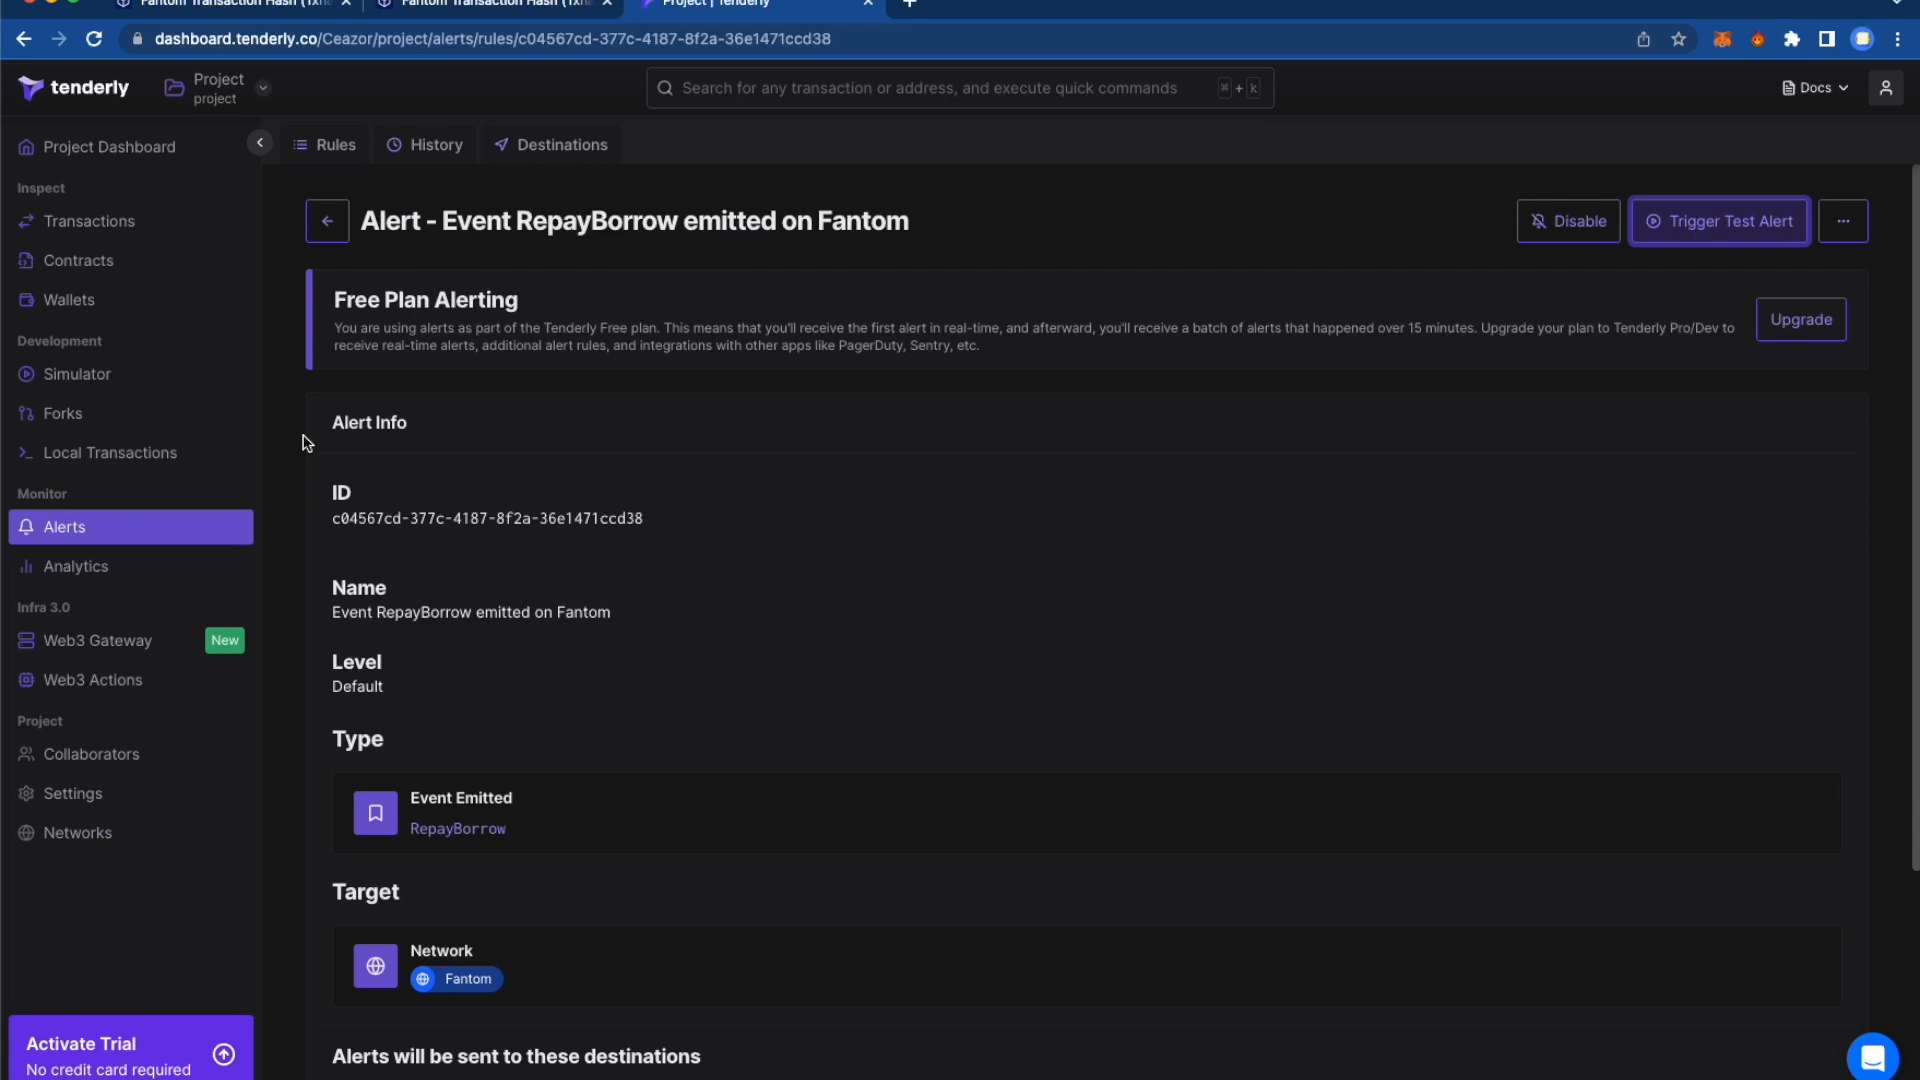 Project | Tenderly
dashboard.tenderly.co/Ceazor/project/alerts/rules/c04567cd-377c-4187-8f2a-36e1471ccd38
tenderly
Project
project
Search for any transaction or address, and execute quick commands
⌘ + k
Docs
Project Dashboard
Rules
History
Destinations
Inspect
Transactions
Contracts
Wallets
Development
Simulator
Forks
Local Transactions
Monitor
Alerts
Analytics
Infra 3.0
Web3 Gateway
New
Web3 Actions
Project
Collaborators
Settings
Networks
Activate Trial
No credit card required
Alert - Event RepayBorrow emitted on Fantom
Disable
Trigger Test Alert
...
Free Plan Alerting
You are using alerts as part of the Tenderly Free plan. This means that you'll receive the first alert in real-time, and afterward, you'll receive a batch of alerts that happened over 15 minutes. Upgrade your plan to Tenderly Pro/Dev to
receive real-time alerts, additional alert rules, and integrations with other apps like PagerDuty, Sentry, etc.
Upgrade
Alert Info
ID
c04567cd-377c-4187-8f2a-36e1471ccd38
Name
Event RepayBorrow emitted on Fantom
Level
Default
Type
Event Emitted
RepayBorrow
Target
Network
Fantom
Alerts will be sent to these destinations